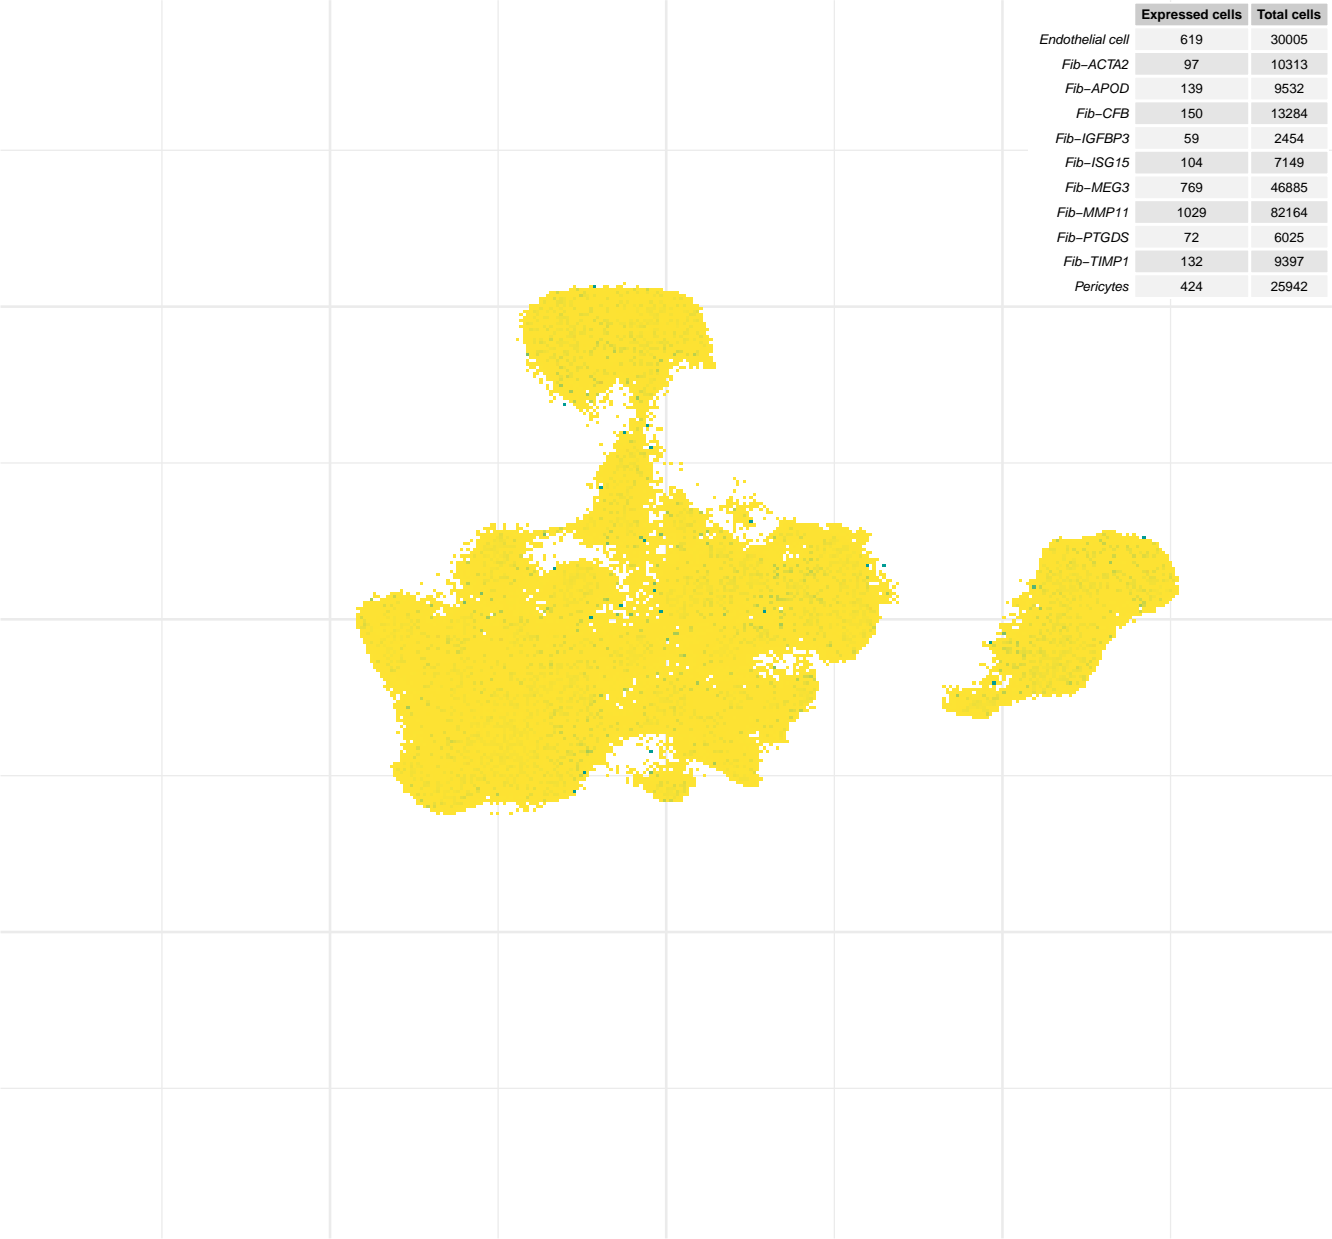 Expressed cells Total cells
Endothelial cell 619 30005
Fib−ACTA2 97 10313
Fib−APOD 139 9532
Fib−CFB 150 13284
Fib−IGFBP3 59 2454
Fib−ISG15 104 7149
Fib−MEG3 769 46885
Fib−MMP11 1029 82164
Fib−PTGDS 72 6025
Fib−TIMP1 132 9397
Pericytes 424 25942